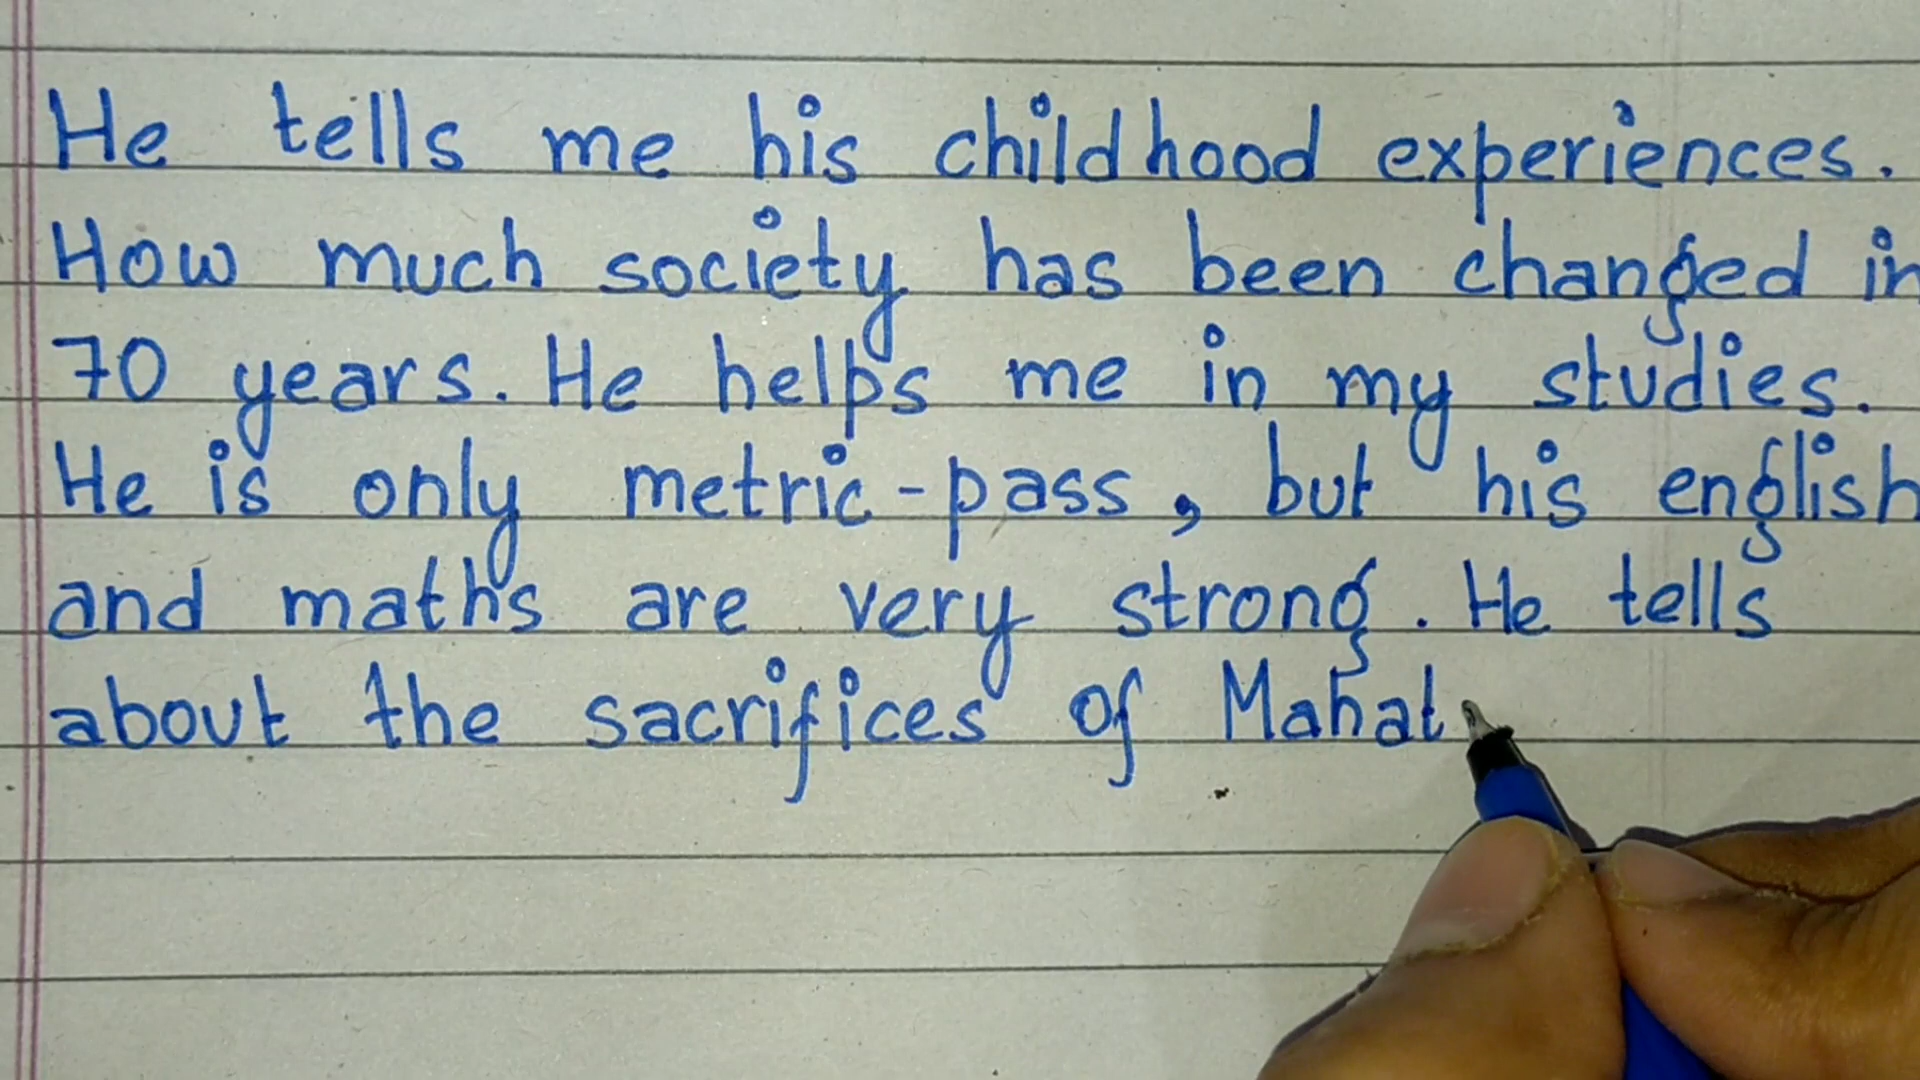 He tells me his childhood experiences.
How much society has been changed in
70 years. He helps me in my studies.
He is only metric-pass, but his english
and maths are very strong. He tells
about the sacrifices of Mahat